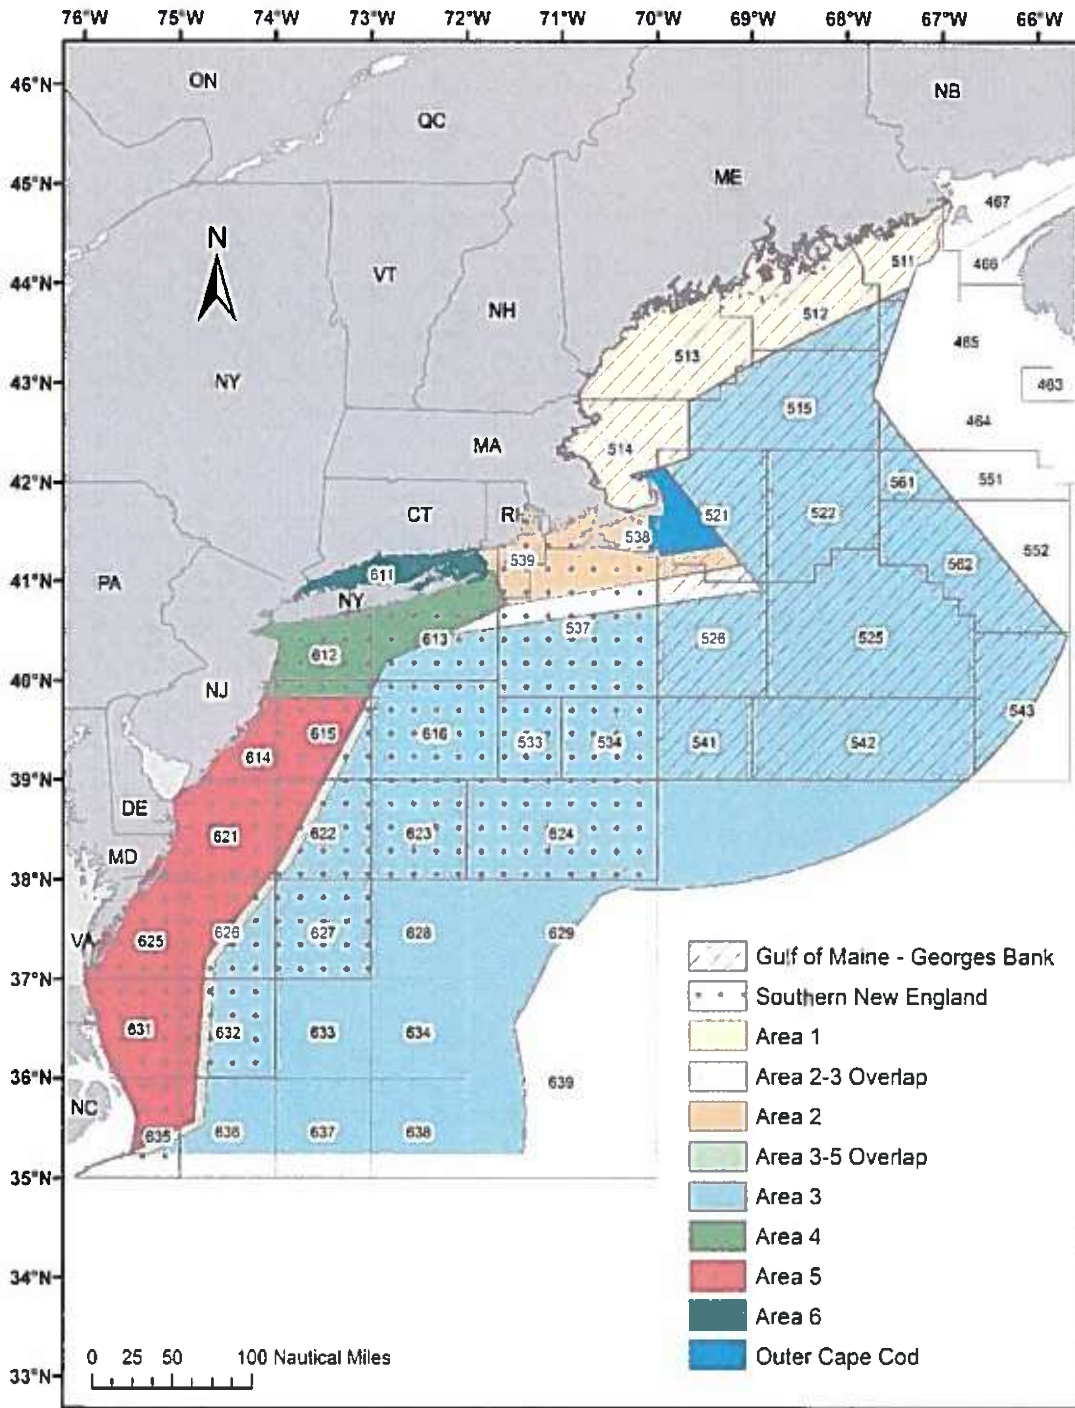 76°W 75°W 74°W 73°W 72°W 71°W 70°W 69°W 68°W 67°W 66°W
46°N
ON
QC
NB
45°N
ME
467
N
44°N
VT
NH
511
466
512
465
513
43°N
NY
463
515
464
MA
514
42°N
551
561
CT
RI
521
522
538
552
539
562
41°N
PA
611
NY
537
613
526
525
612
40°N
NJ
543
615
616
533
534
541
542
614
39°N
DE
621
622
623
624
MD
38°N
VA
625
626
627
628
629
37°N
631
632
633
634
36°N
NC
639
635
636
637
638
35°N
34°N
33°N
Gulf of Maine - Georges Bank
Southern New England
Area 1
Area 2-3 Overlap
Area 2
Area 3-5 Overlap
Area 3
Area 4
Area 5
Area 6
Outer Cape Cod
0 25 50 100 Nautical Miles